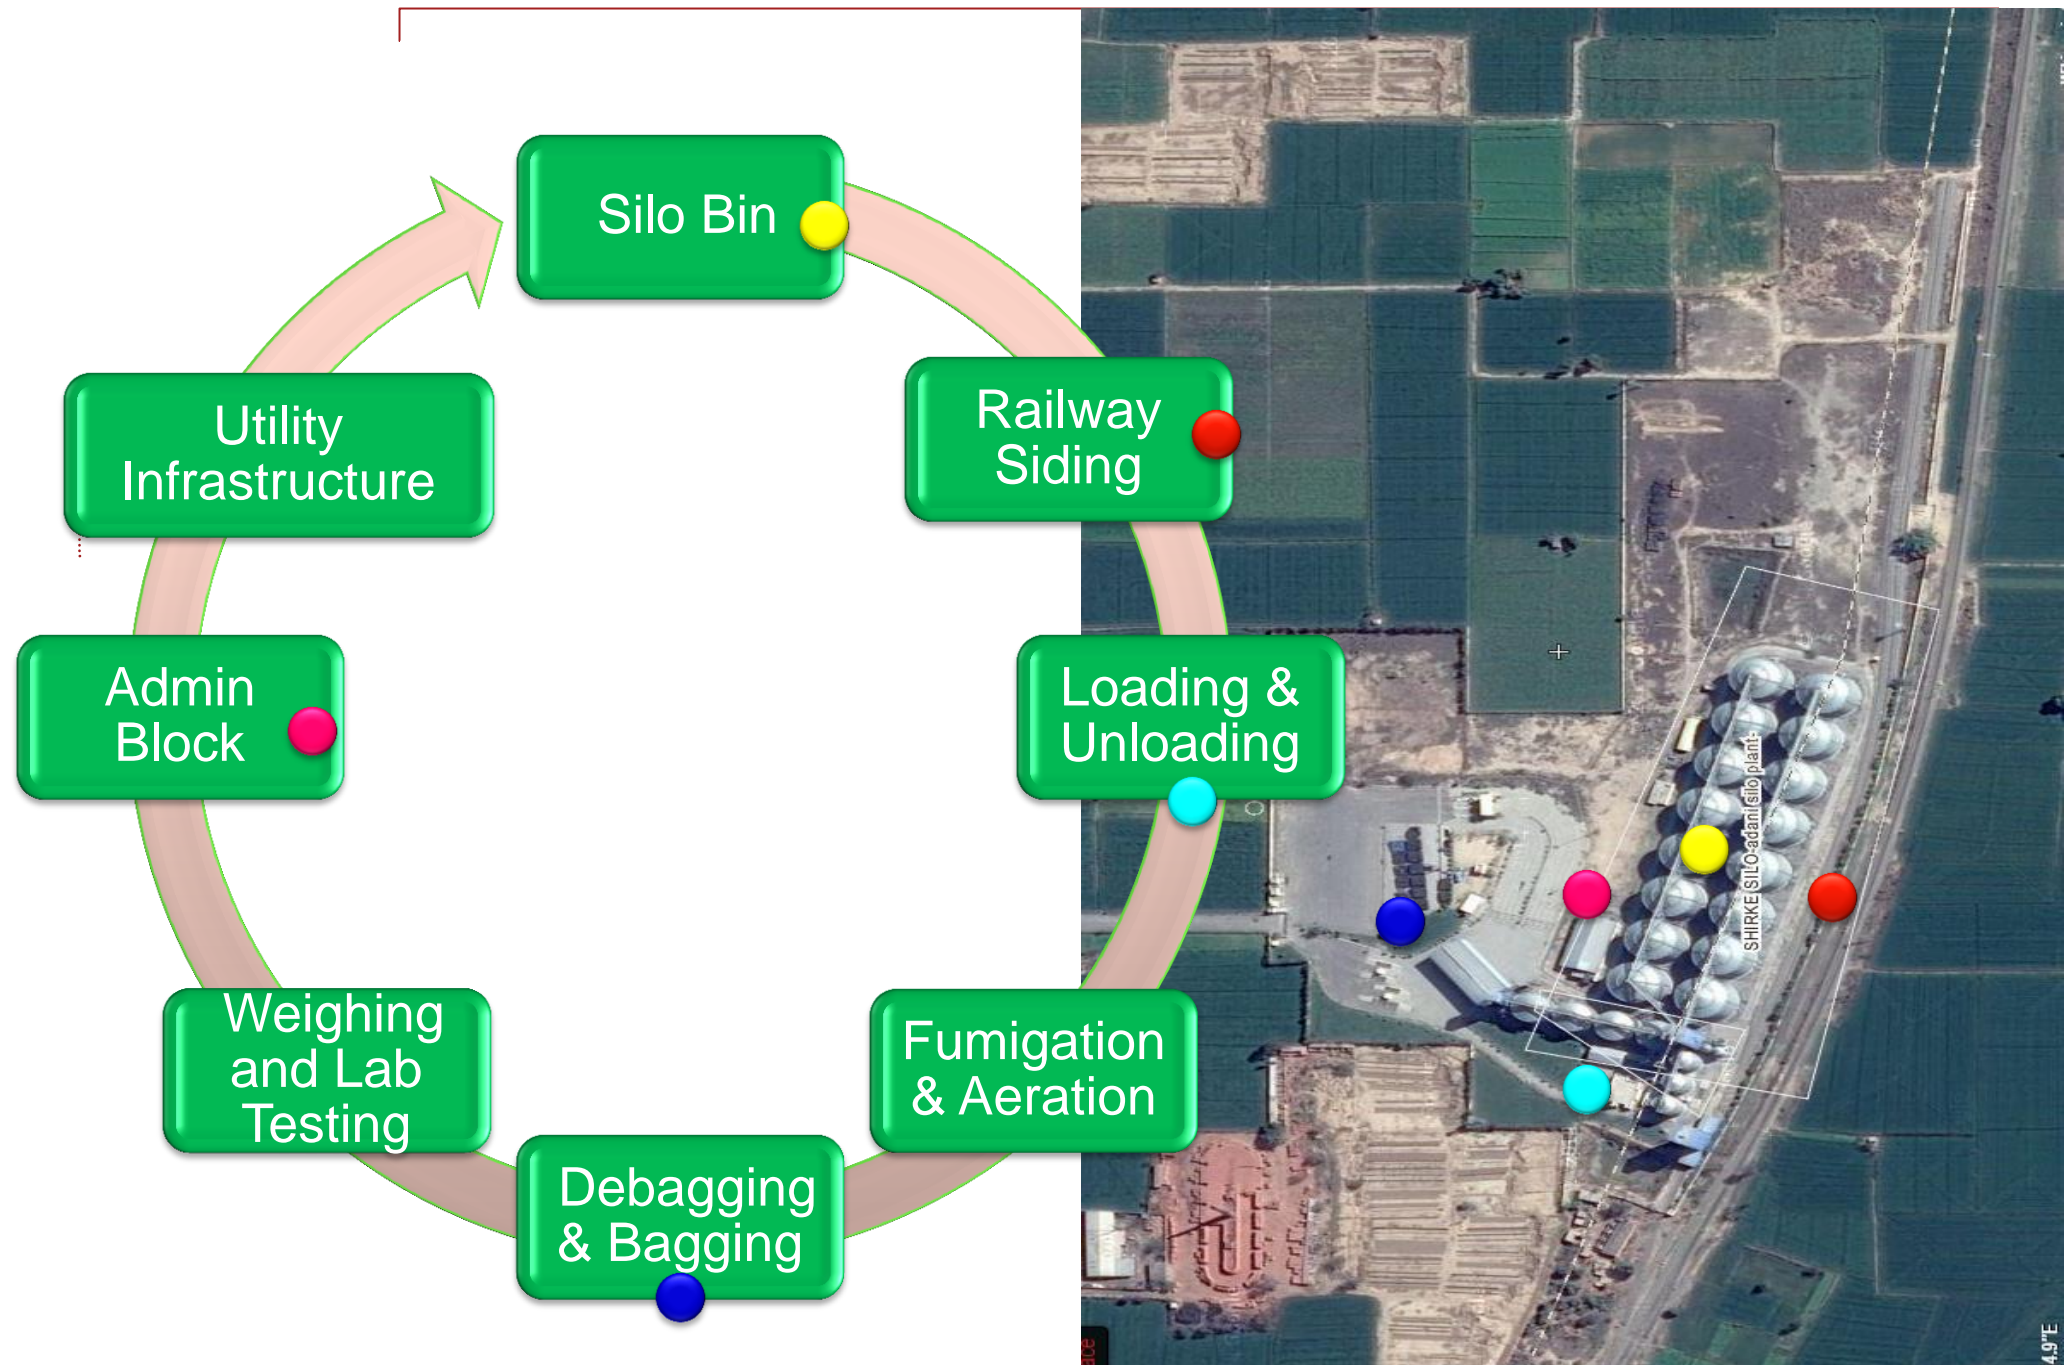 Silo Bin
Railway
Siding
Loading &
Unloading
Fumigation
& Aeration
Debagging
& Bagging
Weighing
and Lab
Testing
Admin
Block
Utility
Infrastructure
SHIRKE SILO-adani silo plant-
4.9"E